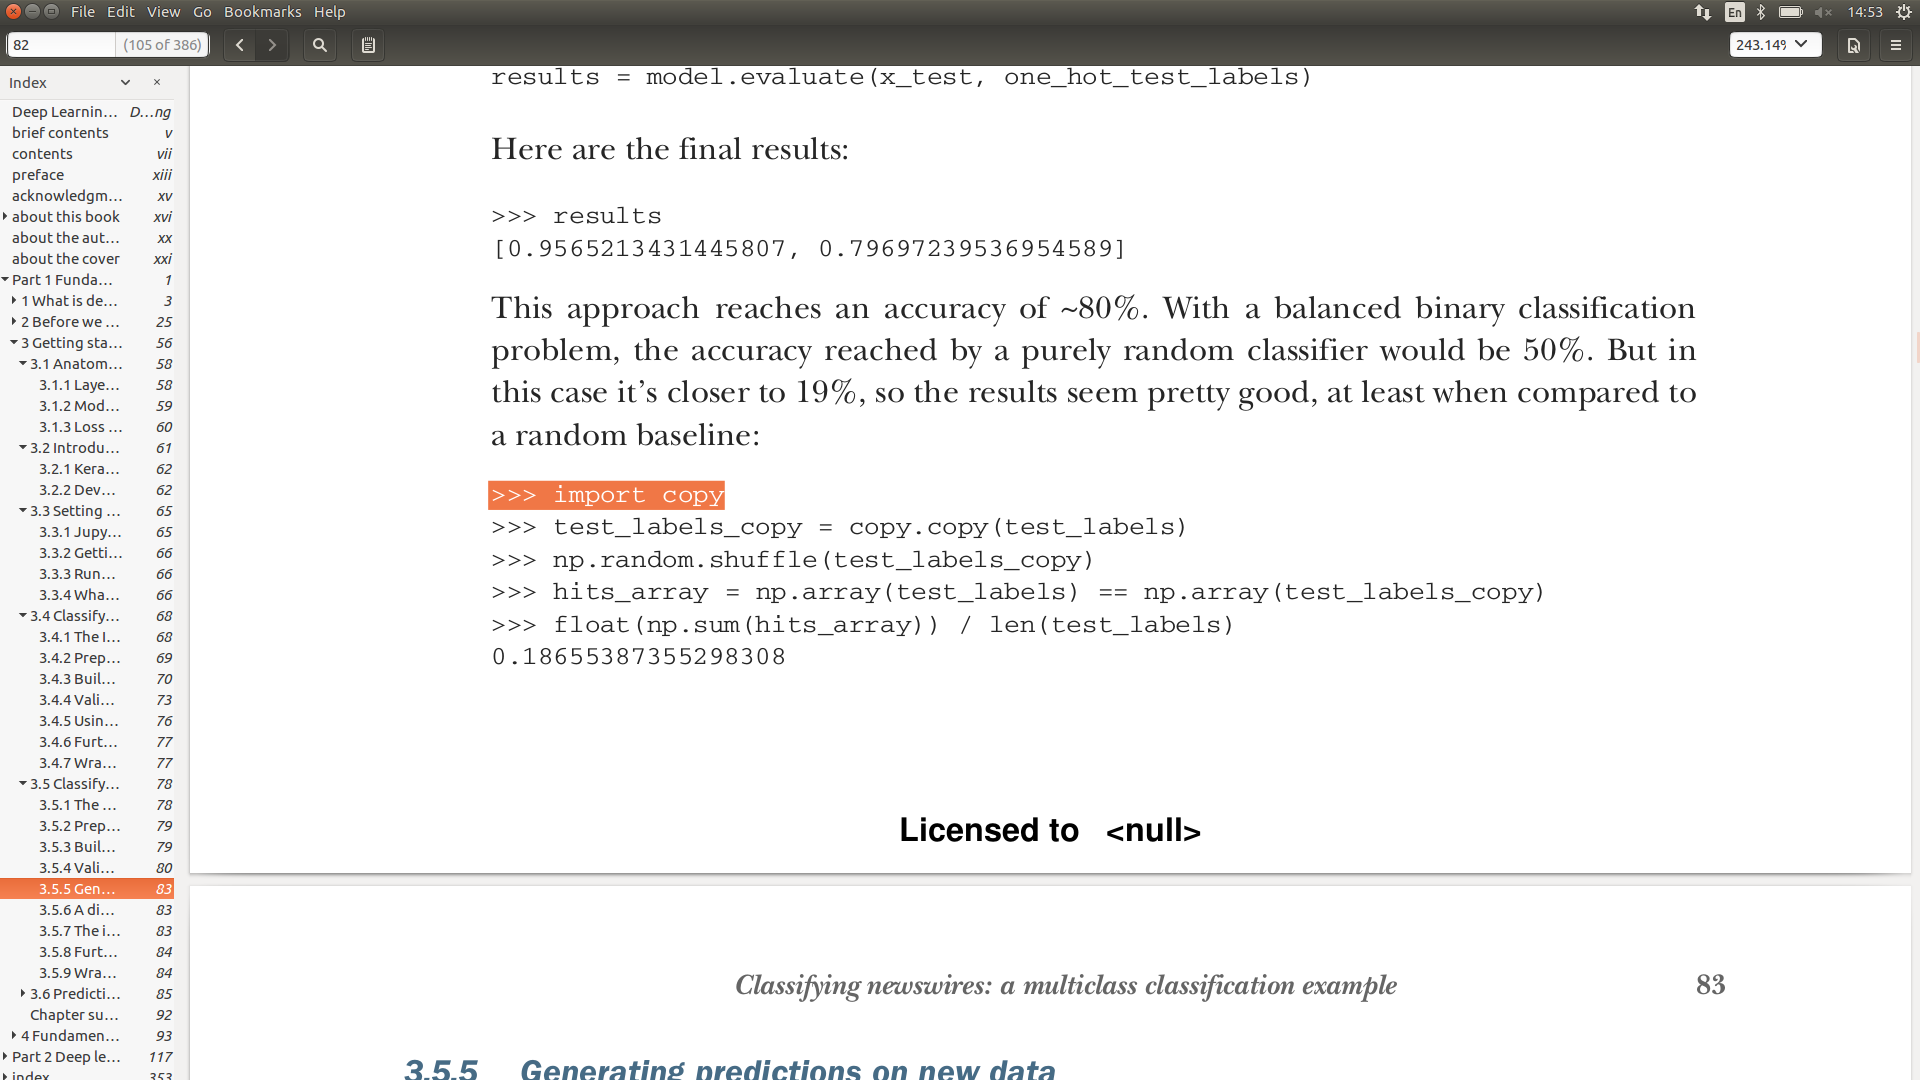 File Edit View Go Bookmarks Help
En
14:53
82 (105 of 386)
243.14%
Index
Deep Learnin... D...ng
brief contents v
contents vii
preface xiii
acknowledgm... xv
about this book xvi
about the aut... xx
about the cover xxi
Part 1 Funda... 1
1 What is de... 3
2 Before we ... 25
3 Getting sta... 56
3.1 Anatom... 58
3.1.1 Laye... 58
3.1.2 Mod... 59
3.1.3 Loss ... 60
3.2 Introdu... 61
3.2.1 Kera... 62
3.2.2 Dev... 62
3.3 Setting ... 65
3.3.1 Jupy... 65
3.3.2 Getti... 66
3.3.3 Run... 66
3.3.4 Wha... 66
3.4 Classify... 68
3.4.1 The I... 68
3.4.2 Prep... 69
3.4.3 Buil... 70
3.4.4 Vali... 73
3.4.5 Usin... 76
3.4.6 Furt... 77
3.4.7 Wra... 77
3.5 Classify... 78
3.5.1 The ... 78
3.5.2 Prep... 79
3.5.3 Buil... 79
3.5.4 Vali... 80
3.5.5 Gen... 83
3.5.6 A di... 83
3.5.7 The i... 83
3.5.8 Furt... 84
3.5.9 Wra... 84
3.6 Predicti... 85
Chapter su... 92
4 Fundamen... 93
Part 2 Deep le... 117
index 353
results = model.evaluate(x_test, one_hot_test_labels)
Here are the final results:
>>> results
[0.9565213431445807, 0.79697239536954589]
This approach reaches an accuracy of ~80%. With a balanced binary classification
problem, the accuracy reached by a purely random classifier would be 50%. But in
this case it’s closer to 19%, so the results seem pretty good, at least when compared to
a random baseline:
>>> import copy
>>> test_labels_copy = copy.copy(test_labels)
>>> np.random.shuffle(test_labels_copy)
>>> hits_array = np.array(test_labels) == np.array(test_labels_copy)
>>> float(np.sum(hits_array)) / len(test_labels)
0.18655387355298308
Licensed to <null>
Classifying newswires: a multiclass classification example 83
3.5.5 Generating predictions on new data